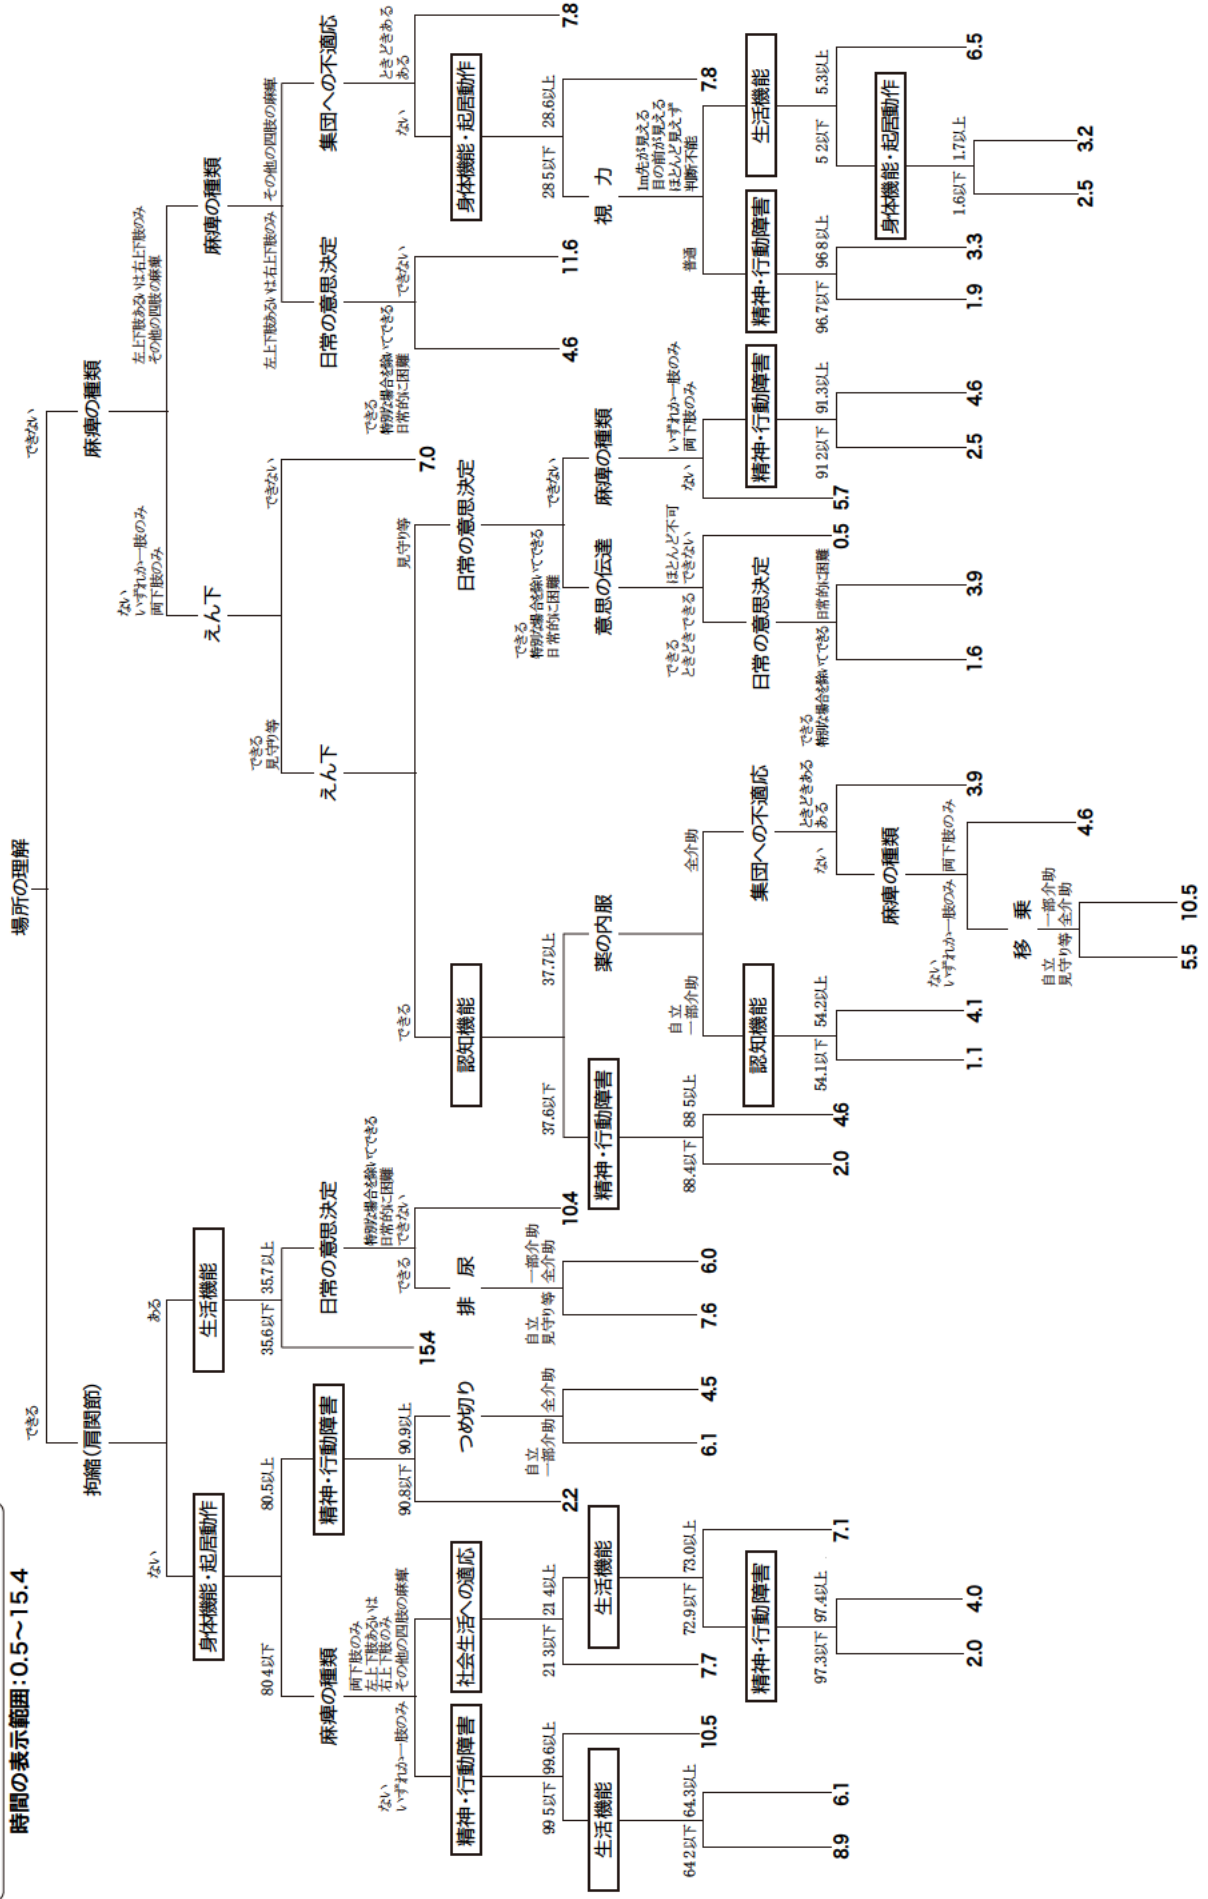 時間の表示範囲:0.5〜15.4
場所の理解
できる
できない
拘縮(肩関節)
麻痺の種類
ない
ある
ない
いずれか一肢のみ
両下肢のみ
左上下肢あるいは右上下肢のみ
その他の四肢の麻痺
身体機能・起居動作
生活機能
えん下
麻痺の種類
80 4以下
80.5以上
35.6以下
35.7以上
できる
見守り等
できない
左上下肢あるいは右上下肢のみ
その他の四肢の麻痺
麻痺の種類
精神・行動障害
日常の意思決定
えん下
日常の意思決定
集団への不適応
ない
いずれか一肢のみ
両下肢のみ
左上下肢あるいは
右上下肢のみ
その他の四肢の麻痺
90.8以下
90.9以上
できる
特別な場合を除いてできる
日常的に困難
できない
できる
見守り等
できる
特別な場合を除いてできる
日常的に困難
できない
ない
ときどきある
ある
15.4
7.0
精神・行動障害
社会生活への適応
つめ切り
排 尿
認知機能
日常の意思決定
身体機能・起居動作
99 5以下
99.6以上
21 3以下
21 4以上
自立
一部介助
全介助
自立
見守り等
一部介助
全介助
37.6以下
37.7以上
できる
特別な場合を除いてできる
日常的に困難
できない
28 5以下
28.6以上
2.2
10.4
4.6
11.6
7.8
生活機能
生活機能
精神・行動障害
薬の内服
意思の伝達
麻痺の種類
視 力
64 2以下
64.3以上
72.9以下
73.0以上
88.4以下
88 5以上
自立
一部介助
全介助
できる
ときどきできる
ほとんど不可
できない
ない
いずれか一肢のみ
両下肢のみ
普通
1m先が見える
目の前が見える
ほとんど見えず
判断不能
10.5
7.7
6.1
4.5
7.6
6.0
7.8
精神・行動障害
認知機能
集団への不適応
日常の意思決定
精神・行動障害
精神・行動障害
生活機能
97.3以下
97.4以上
54.1以下
54.2以上
ない
ときどきある
ある
できる
特別な場合を除いてできる
日常的に困難
91 2以下
91.3以上
96.7以下
96 8以上
5 2以下
5.3以上
8.9
6.1
7.1
2.0
4.6
0.5
5.7
麻痺の種類
身体機能・起居動作
ない
いずれか一肢のみ
両下肢のみ
1.6以下
1.7以上
2.0
4.0
1.1
4.1
3.9
1.6
3.9
2.5
4.6
1.9
3.3
6.5
移 乗
自立
見守り等
一部介助
全介助
4.6
2.5
3.2
5.5
10.5